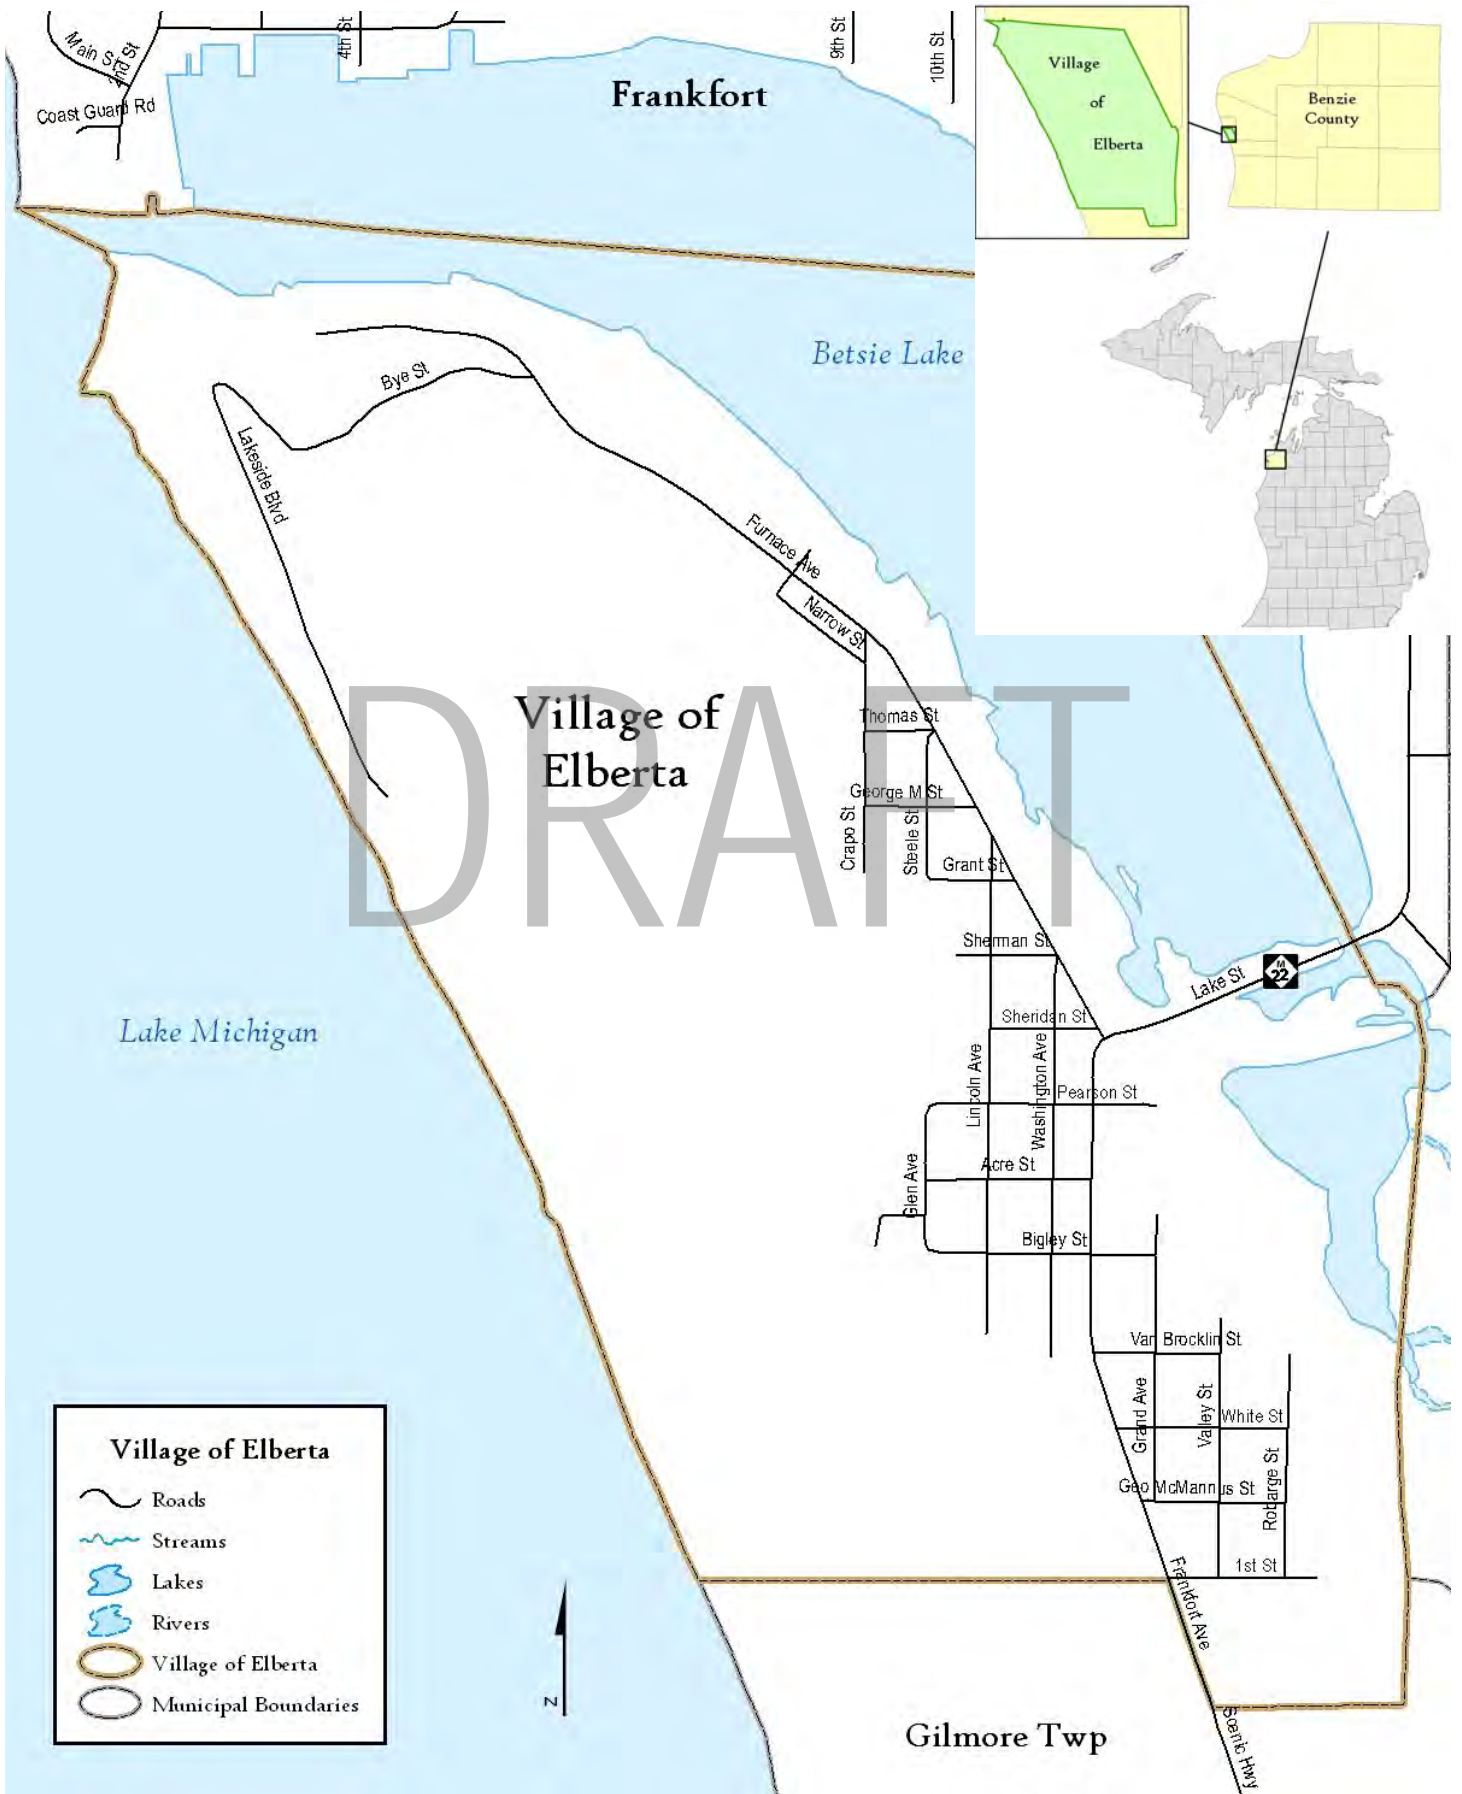 Main St
2nd St
4th St
9th St
10th St
Coast Guard Rd
Frankfort
Village
of
Elberta
Benzie
County
Betsie Lake
Bye St
Lakeside Blvd
Furnace Ave
Narrow St
Village of
Elberta
DRAFT
Thomas St
George M St
Crapo St
Steele St
Grant St
Sherman St
Lake St
M
22
Sheridan St
Lake Michigan
Lincoln Ave
Washington Ave
Pearson St
Acre St
Glen Ave
Bigley St
Van Brocklin St
Grand Ave
Valley St
White St
Geo McMannus St
Robarge St
1st St
Frankfort Ave
Scenic Hwy
Gilmore Twp
Village of Elberta
Roads
Streams
Lakes
Rivers
Village of Elberta
Municipal Boundaries
N